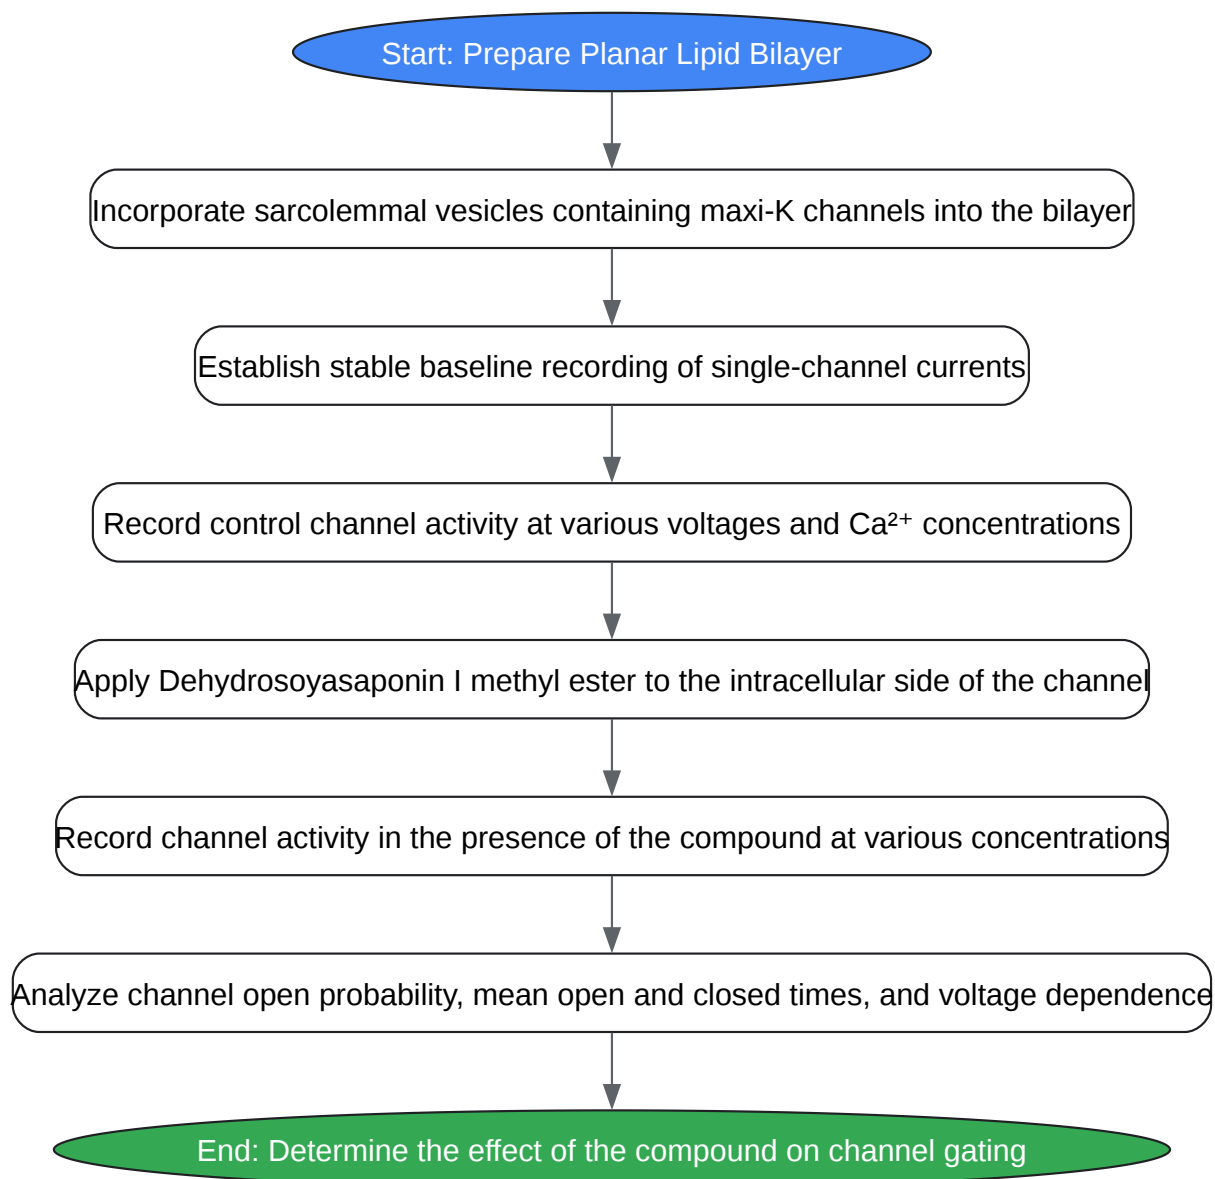 Start: Prepare Planar Lipid Bilayer
Incorporate sarcolemmal vesicles containing maxi-K channels into the bilayer
Establish stable baseline recording of single-channel currents
Record control channel activity at various voltages and Ca²⁺ concentrations
Apply Dehydrosoyasaponin I methyl ester to the intracellular side of the channel
Record channel activity in the presence of the compound at various concentrations
Analyze channel open probability, mean open and closed times, and voltage dependence
End: Determine the effect of the compound on channel gating